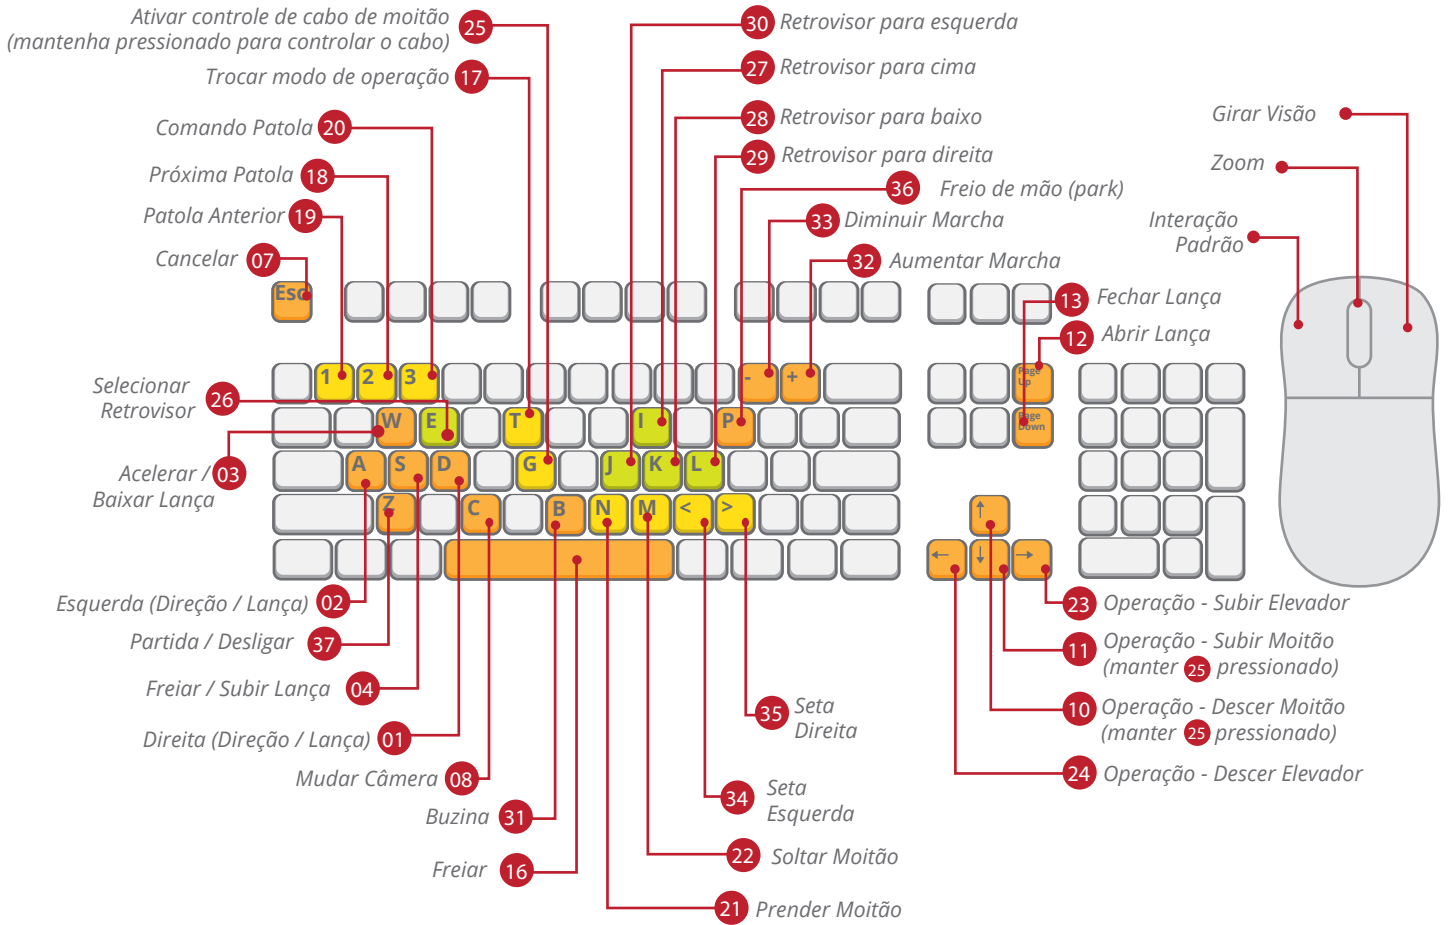 Ativar controle de cabo de moitão
(mantenha pressionado para controlar o cabo)
25
Trocar modo de operação 17
Comando Patola 20
Próxima Patola 18
Patola Anterior 19
Cancelar 07
30 Retrovisor para esquerda
27 Retrovisor para cima
28 Retrovisor para baixo
29 Retrovisor para direita
36 Freio de mão (park)
33 Diminuir Marcha
32 Aumentar Marcha
13 Fechar Lança
12 Abrir Lança
Girar Visão
Zoom
Interação
Padrão
Esc
1 2 3 - +
Page
Up
W E T I P
Page
Down
A S D G J K L
Z C B N M < >
↑
← ↓ →
Selecionar
Retrovisor
26
Acelerar /
Baixar Lança
03
Esquerda (Direção / Lança) 02
Partida / Desligar 37
Freiar / Subir Lança 04
Direita (Direção / Lança) 01
Mudar Câmera 08
Buzina 31
Freiar 16
35 Seta
Direita
34 Seta
Esquerda
22 Soltar Moitão
21 Prender Moitão
23 Operação - Subir Elevador
11 Operação - Subir Moitão
(manter 25 pressionado)
10 Operação - Descer Moitão
(manter 25 pressionado)
24 Operação - Descer Elevador